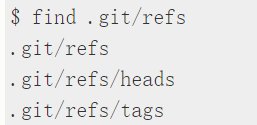 $ find .git/refs
.git/refs
.git/refs/heads
.git/refs/tags